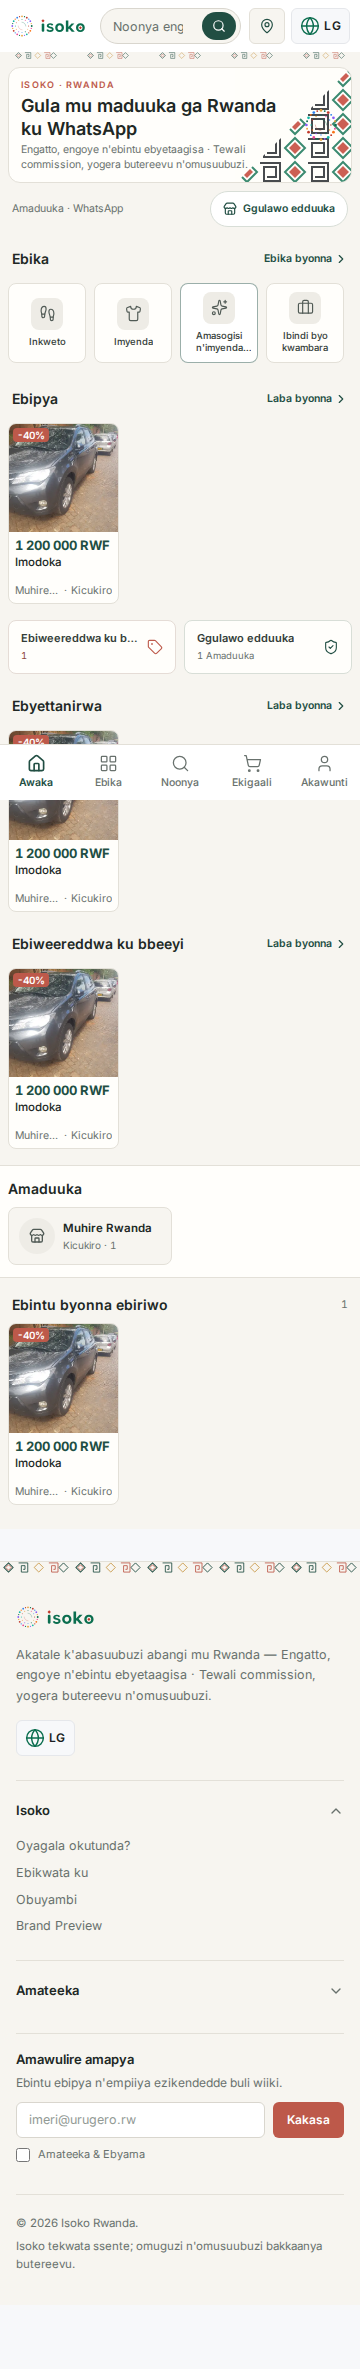 isoko
Noonya eng
LG
ISOKO · RWANDA
Gula mu maduuka ga Rwanda
ku WhatsApp
Engatto, engoye n'ebintu ebyetaagisa · Tewali
commission, yogera butereevu n'omusuubuzi.
Amaduuka · WhatsApp
Ggulawo edduuka
Ebika
Ebika byonna
Inkweto
Imyenda
Amasogisi
n'imyenda...
Ibindi byo
kwambara
Ebipya
Laba byonna
-40%
1 200 000 RWF
Imodoka
Muhire... · Kicukiro
Ebiweereddwa ku b...
1
Ggulawo edduuka
1 Amaduuka
Ebyettanirwa
Laba byonna
-40%
Awaka
Ebika
Noonya
Ekigaali
Akawunti
1 200 000 RWF
Imodoka
Muhire... · Kicukiro
Ebiweereddwa ku bbeeyi
Laba byonna
-40%
1 200 000 RWF
Imodoka
Muhire... · Kicukiro
Amaduuka
Muhire Rwanda
Kicukiro · 1
Ebintu byonna ebiriwo
1
-40%
1 200 000 RWF
Imodoka
Muhire... · Kicukiro
isoko
Akatale k'abasuubuzi abangi mu Rwanda — Engatto,
engoye n'ebintu ebyetaagisa · Tewali commission,
yogera butereevu n'omusuubuzi.
LG
Isoko
Oyagala okutunda?
Ebikwata ku
Obuyambi
Brand Preview
Amateeka
Amawulire amapya
Ebintu ebipya n'empiiya ezikendedde buli wiiki.
imeri@urugero.rw
Kakasa
Amateeka & Ebyama
© 2026 Isoko Rwanda.
Isoko tekwata ssente; omuguzi n'omusuubuzi bakkaanya
butereevu.